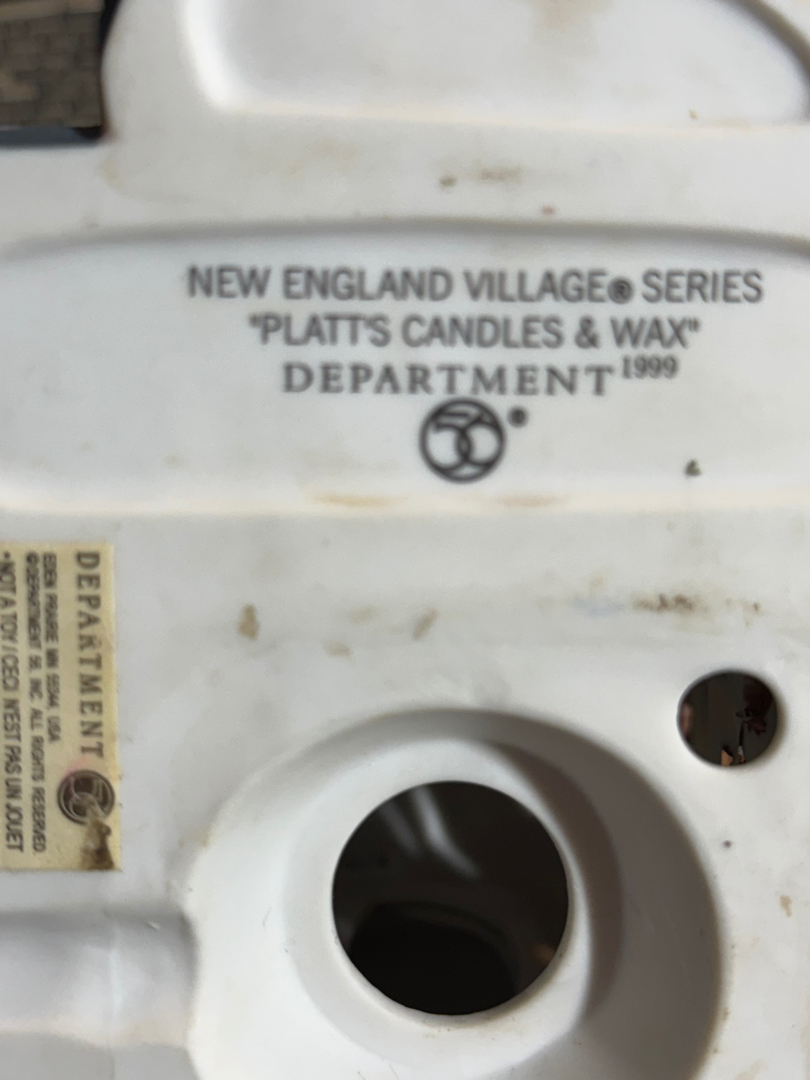 NEW ENGLAND VILLAGE® SERIES
"PLATT'S CANDLES & WAX"
DEPARTMENT 1999
56®
DEPARTMENT 56
EDEN PRAIRIE MN 55344 USA
©DEPARTMENT 56, INC. ALL RIGHTS RESERVED.
•NOT A TOY / CECI N'EST PAS UN JOUET